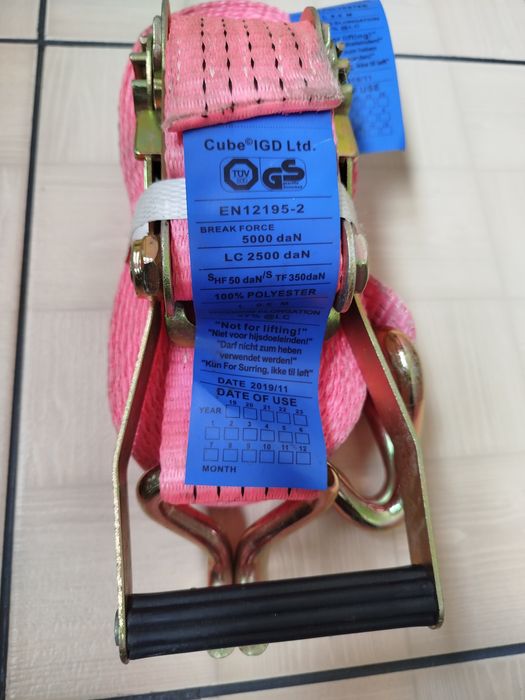 Cube©IGD Ltd.
TÜV
GS
EN12195-2
BREAK FORCE
5000 daN
LC 2500 daN
SHF 50 daN/STF 350daN
100% POLYESTER
"Not for lifting!"
"Niet voor hijsdoeleinden!"
"Darf nicht zum heben
verwendet werden!"
"Kun For Surring, ikke til løft"
DATE 2019/11
DATE OF USE
YEAR 19 20 21 22 23
1 2 3 4 5 6
7 8 9 10 11 12
MONTH